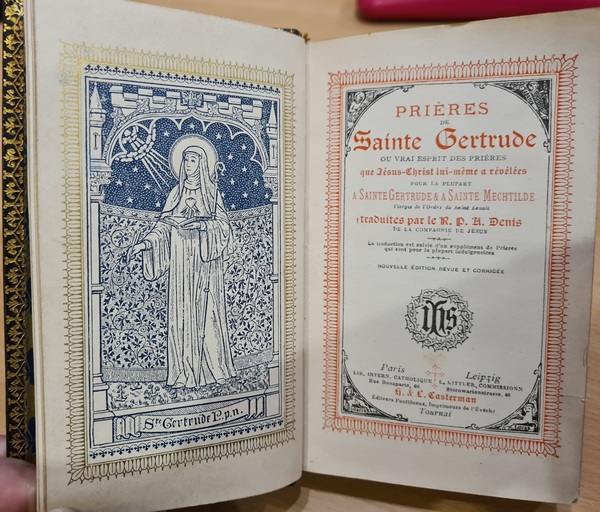 Ste Gertrude P.p.n.
PRIÈRES
DE
Sainte Gertrude
OU VRAI ESPRIT DES PRIÈRES
que Jésus-Christ lui-même a révélées
POUR LA PLUPART
A SAINTE GERTRUDE & A SAINTE MECHTILDE
Vierges de l'Ordre de Saint Benoît
traduites par le R. P. A. Denis
DE LA COMPAGNIE DE JÉSUS
La traduction est suivie d'un supplément de Prières
qui sont pour la plupart indulgenciées
NOUVELLE ÉDITION REVUE ET CORRIGÉE
IHS
Paris Leipzig
LIB. INTERN. CATHOLIQUE L. KITTLER, COMMISSIONN
Rue Bonaparte, 66 Sternwartenstrasse, 46
H. & L. Casterman
Éditeurs Pontificaux, Imprimeurs de l'Évêché
Tournai